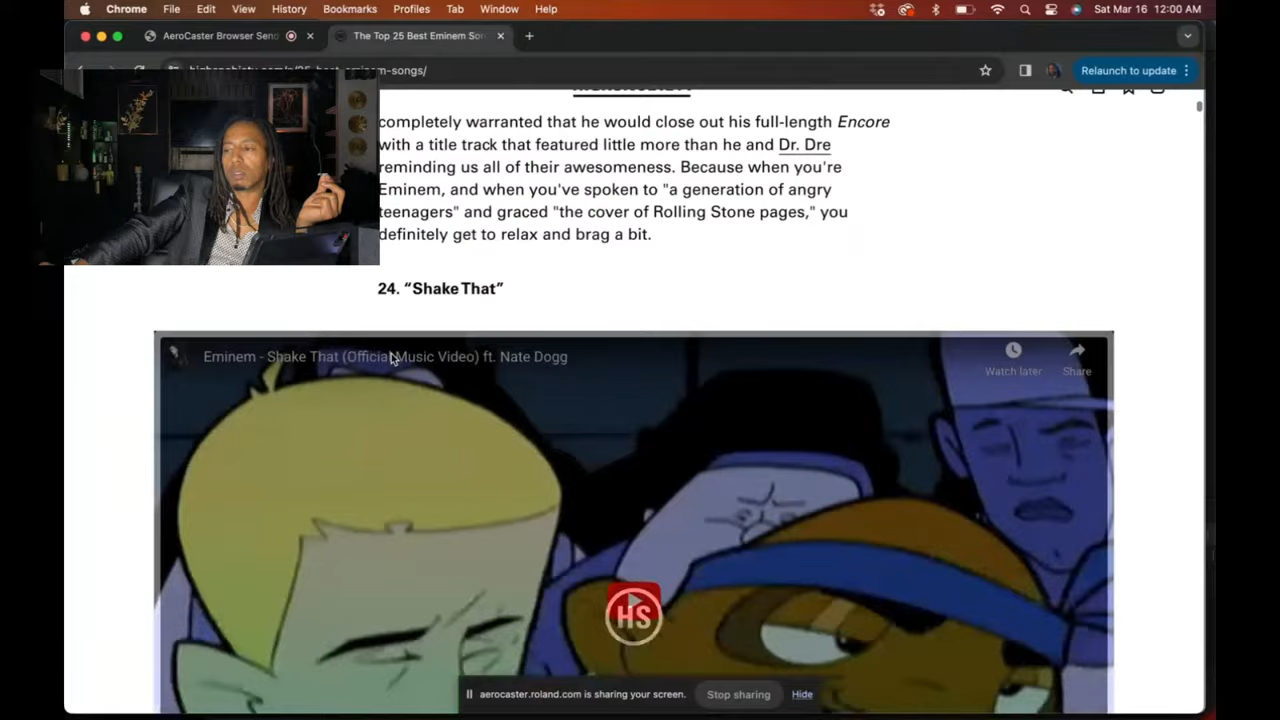 Chrome File Edit View History Bookmarks Profiles Tab Window Help Sat Mar 16 12:00 AM
AeroCaster Browser Send The Top 25 Best Eminem Son
m-songs/ Relaunch to update
completely warranted that he would close out his full-length Encore
with a title track that featured little more than he and Dr. Dre
reminding us all of their awesomeness. Because when you're
Eminem, and when you've spoken to "a generation of angry
teenagers" and graced "the cover of Rolling Stone pages," you
definitely get to relax and brag a bit.
24. “Shake That”
Eminem - Shake That (Official Music Video) ft. Nate Dogg
Watch later Share
HS
aerocaster.roland.com is sharing your screen. Stop sharing Hide